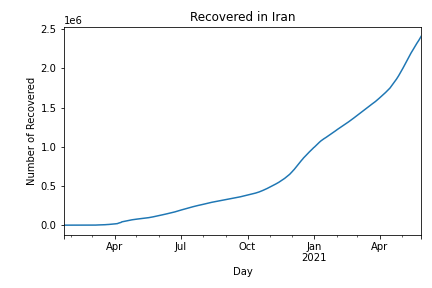 Recovered in Iran
1e6
2.5
2.0
1.5
1.0
0.5
0.0
Number of Recovered
Apr Jul Oct Jan Apr
2021
Day